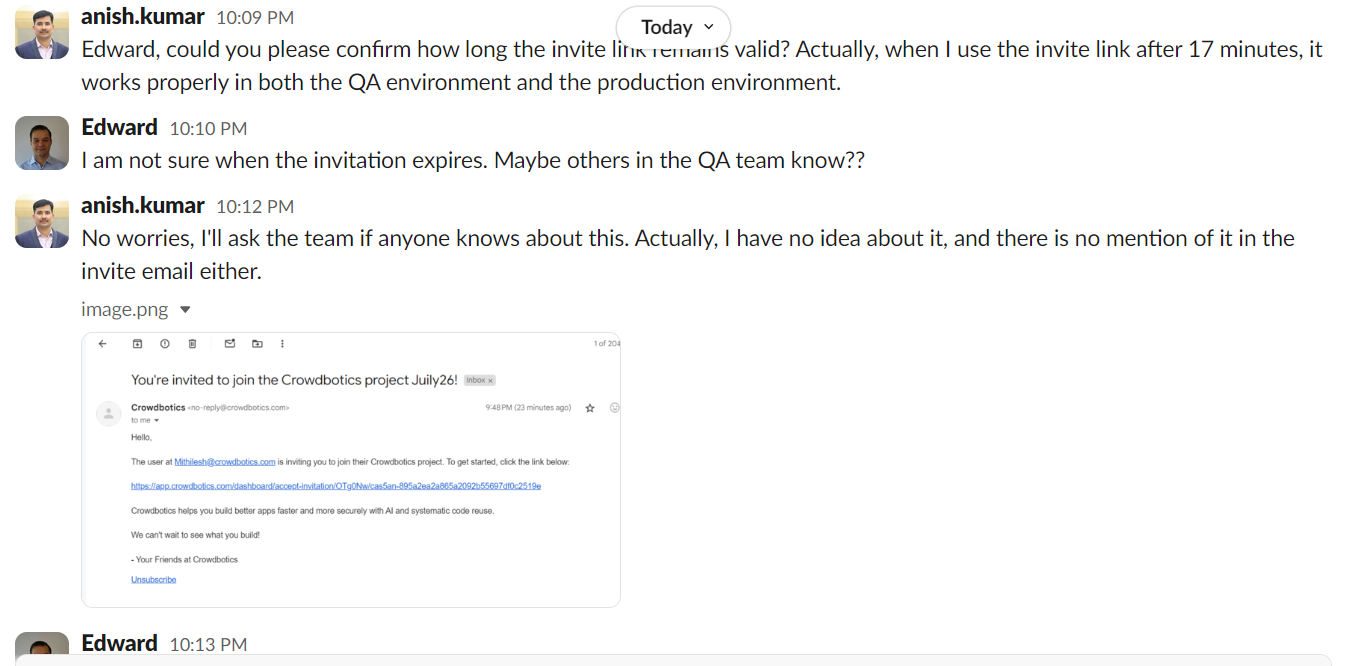 anish.kumar 10:09 PM
Today
Edward, could you please confirm how long the invite link remains valid? Actually, when I use the invite link after 17 minutes, it
works properly in both the QA environment and the production environment.
Edward 10:10 PM
I am not sure when the invitation expires. Maybe others in the QA team know??
anish.kumar 10:12 PM
No worries, I'll ask the team if anyone knows about this. Actually, I have no idea about it, and there is no mention of it in the
invite email either.
image.png
1 of 204
You're invited to join the Crowdbotics project Juily26! Inbox x
Crowdbotics <no-reply@crowdbotics.com> 9:48 PM (23 minutes ago)
to me
Hello,
The user at Mithilesh@crowdbotics.com is inviting you to join their Crowdbotics project. To get started, click the link below:
https://app.crowdbotics.com/dashboard/accept-invitation/OTg0Nw/cas5an-895a2ea2a865a2092b55697df0c2519e
Crowdbotics helps you build better apps faster and more securely with AI and systematic code reuse.
We can't wait to see what you build!
- Your Friends at Crowdbotics
Unsubscribe
Edward 10:13 PM